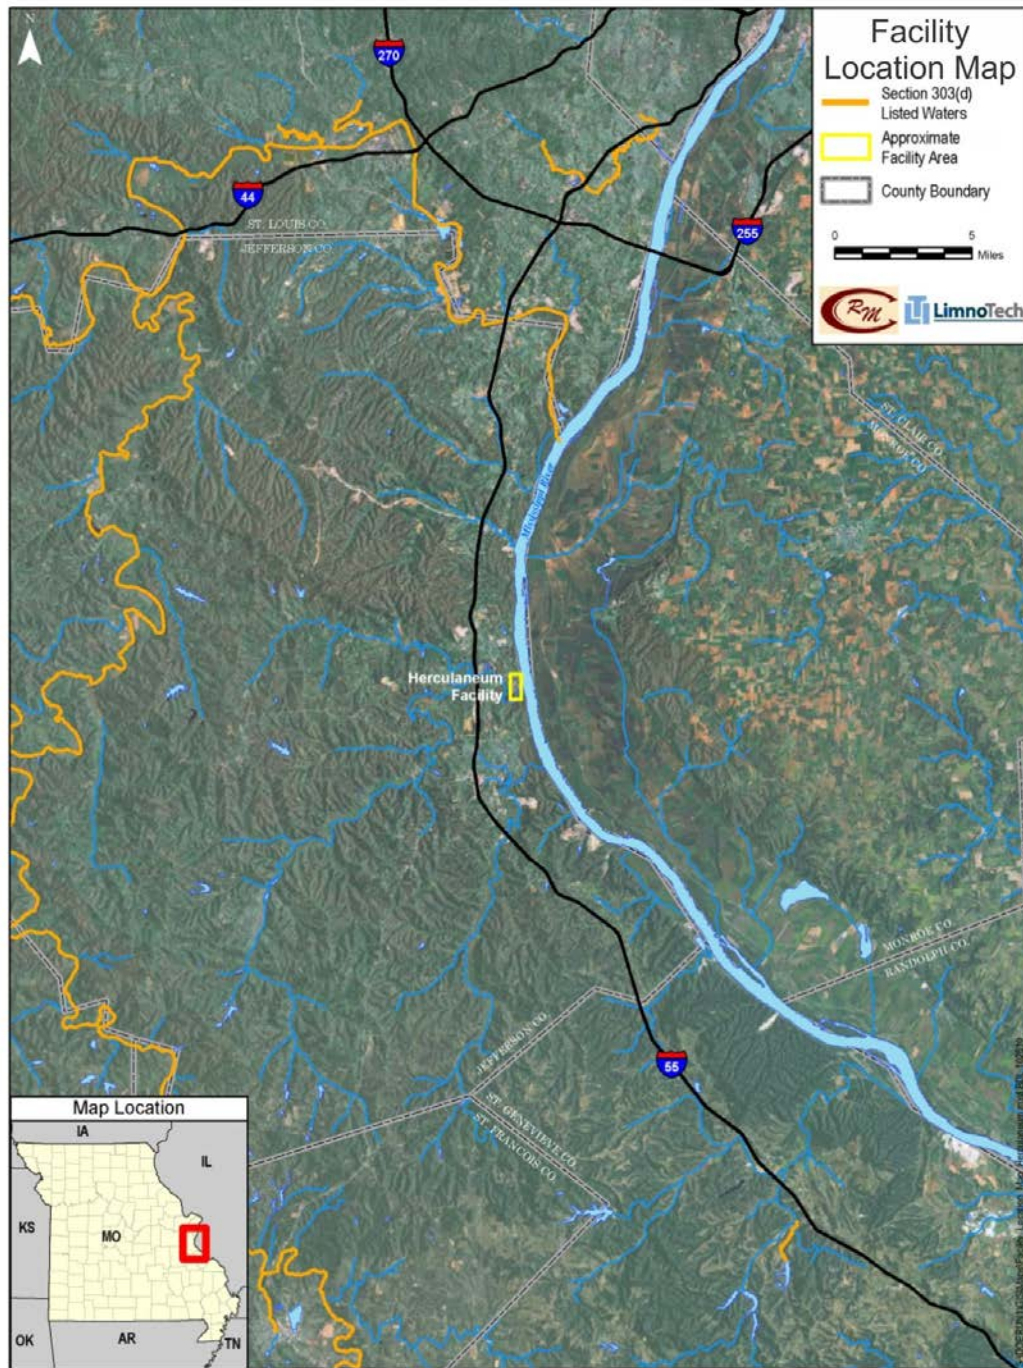 N
Facility
Location Map
Section 303(d)
Listed Waters
Approximate
Facility Area
County Boundary
0 5
Miles
CRM
LimnoTech
270
44
255
ST. LOUIS CO.
JEFFERSON CO.
ST. CLAIR CO.
MONROE CO.
Mississippi River
Herculaneum
Facility
MONROE CO.
RANDOLPH CO.
JEFFERSON CO.
55
ST. GENEVIEVE CO.
ST. FRANCOIS CO.
Map Location
IA
IL
KS
MO
OK
AR
TN